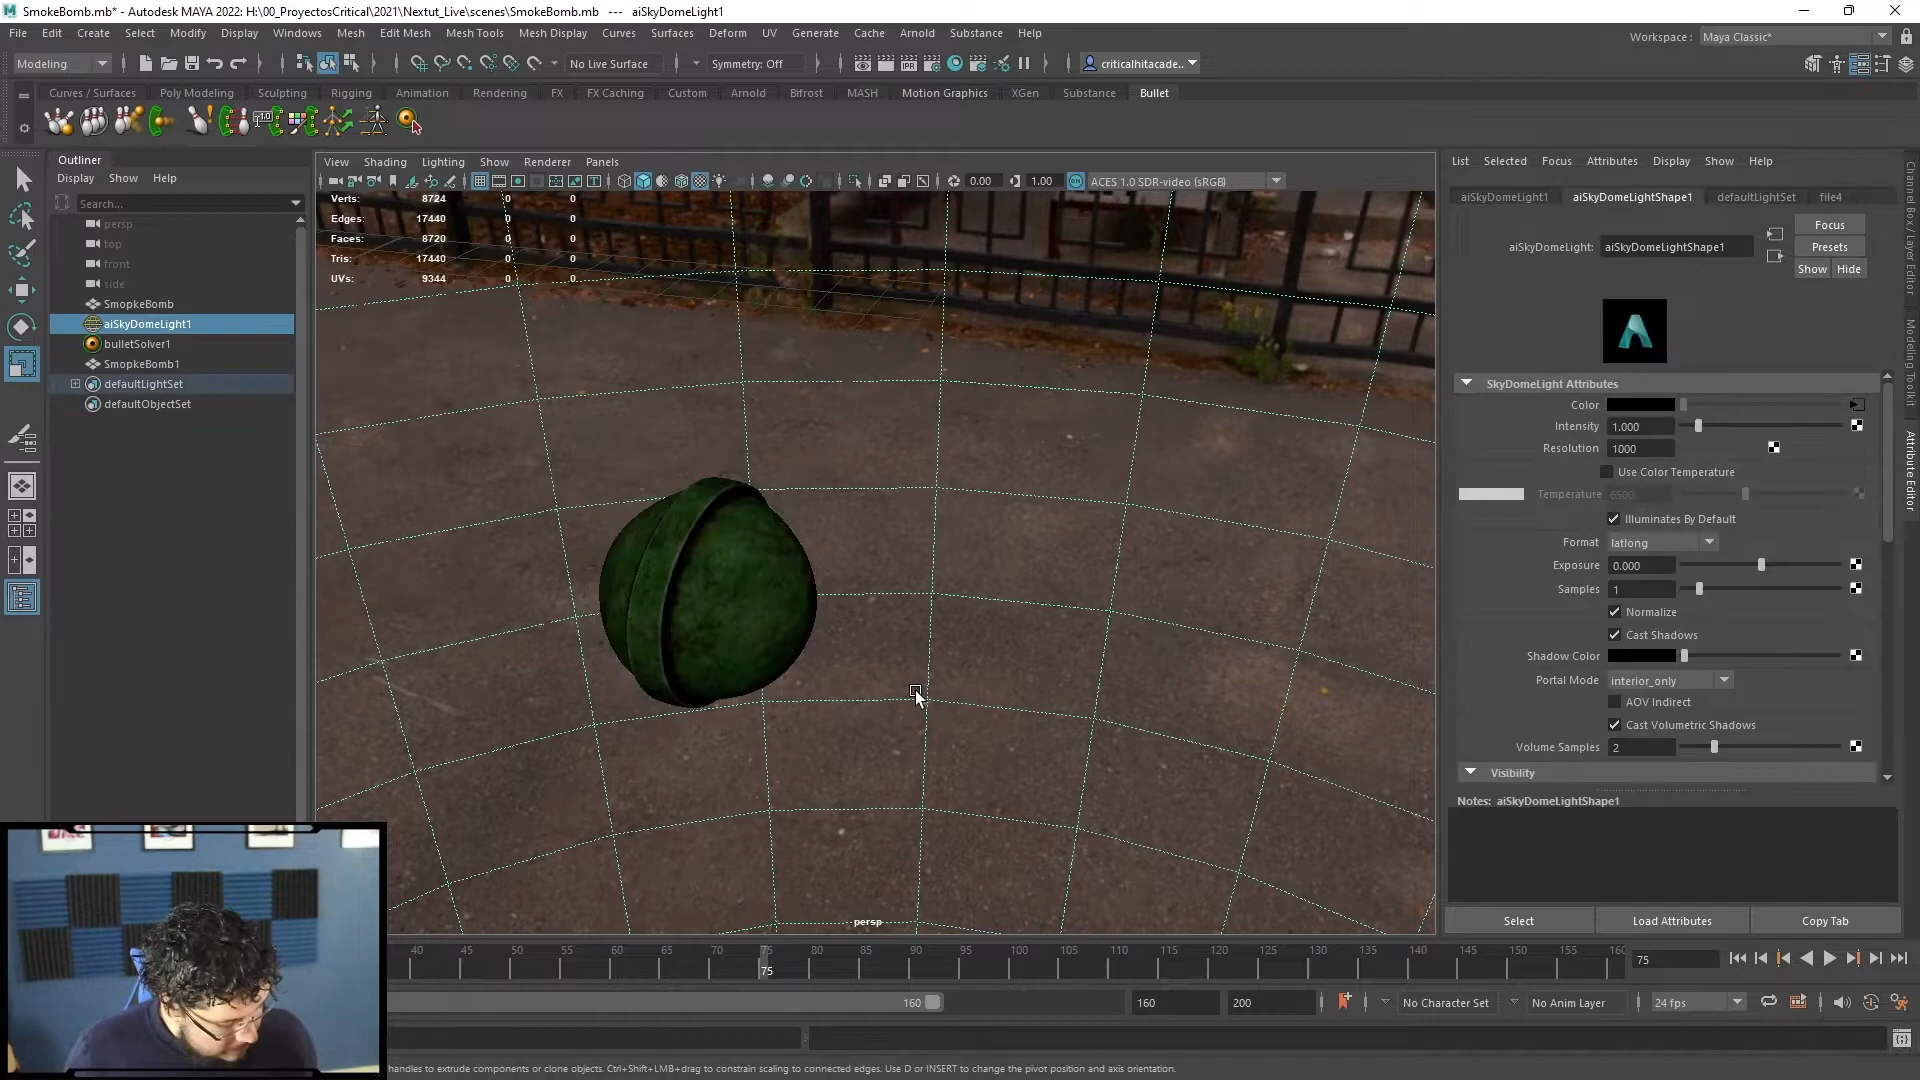 SmokeBomb.mb* - Autodesk MAYA 2022: H:\00_ProyectosCritical\2021\Nextut_Live\scenes\SmokeBomb.mb --- aiSkyDomeLight1
File Edit Create Select Modify Display Windows Mesh Edit Mesh Mesh Tools Mesh Display Curves Surfaces Deform UV Generate Cache Arnold Substance Help
Workspace : Maya Classic*
Modeling No Live Surface Symmetry: Off criticalhitacade..
Curves / Surfaces Poly Modeling Sculpting Rigging Animation Rendering FX FX Caching Custom Arnold Bifrost MASH Motion Graphics XGen Substance Bullet
Outliner
Display Show Help
Search...
persp
top
front
side
SmopkeBomb
aiSkyDomeLight1
bulletSolver1
SmopkeBomb1
defaultLightSet
defaultObjectSet
View Shading Lighting Show Renderer Panels
0.00 1.00 ACES 1.0 SDR-video (sRGB)
Verts: 8724 0 0
Edges: 17440 0 0
Faces: 8720 0 0
Tris: 17440 0 0
UVs: 9344 0 0
persp
List Selected Focus Attributes Display Show Help
aiSkyDomeLight1 aiSkyDomeLightShape1 defaultLightSet file4
aiSkyDomeLight: aiSkyDomeLightShape1
Focus
Presets
Show Hide
SkyDomeLight Attributes
Color
Intensity 1.000
Resolution 1000
Use Color Temperature
Temperature 6500
Illuminates By Default
Format latlong
Exposure 0.000
Samples 1
Normalize
Cast Shadows
Shadow Color
Portal Mode interior_only
AOV Indirect
Cast Volumetric Shadows
Volume Samples 2
Visibility
Notes: aiSkyDomeLightShape1
Select Load Attributes Copy Tab
Channel Box / Layer Editor
Modeling Toolkit
Attribute Editor
40 45 50 55 60 65 70 75 80 85 90 95 100 105 110 115 120 125 130 135 140 145 150 155 160
75
75
160 160 200 No Character Set No Anim Layer 24 fps
handles to extrude components or clone objects. Ctrl+Shift+LMB+drag to constrain scaling to connected edges. Use D or INSERT to change the pivot position and axis orientation.